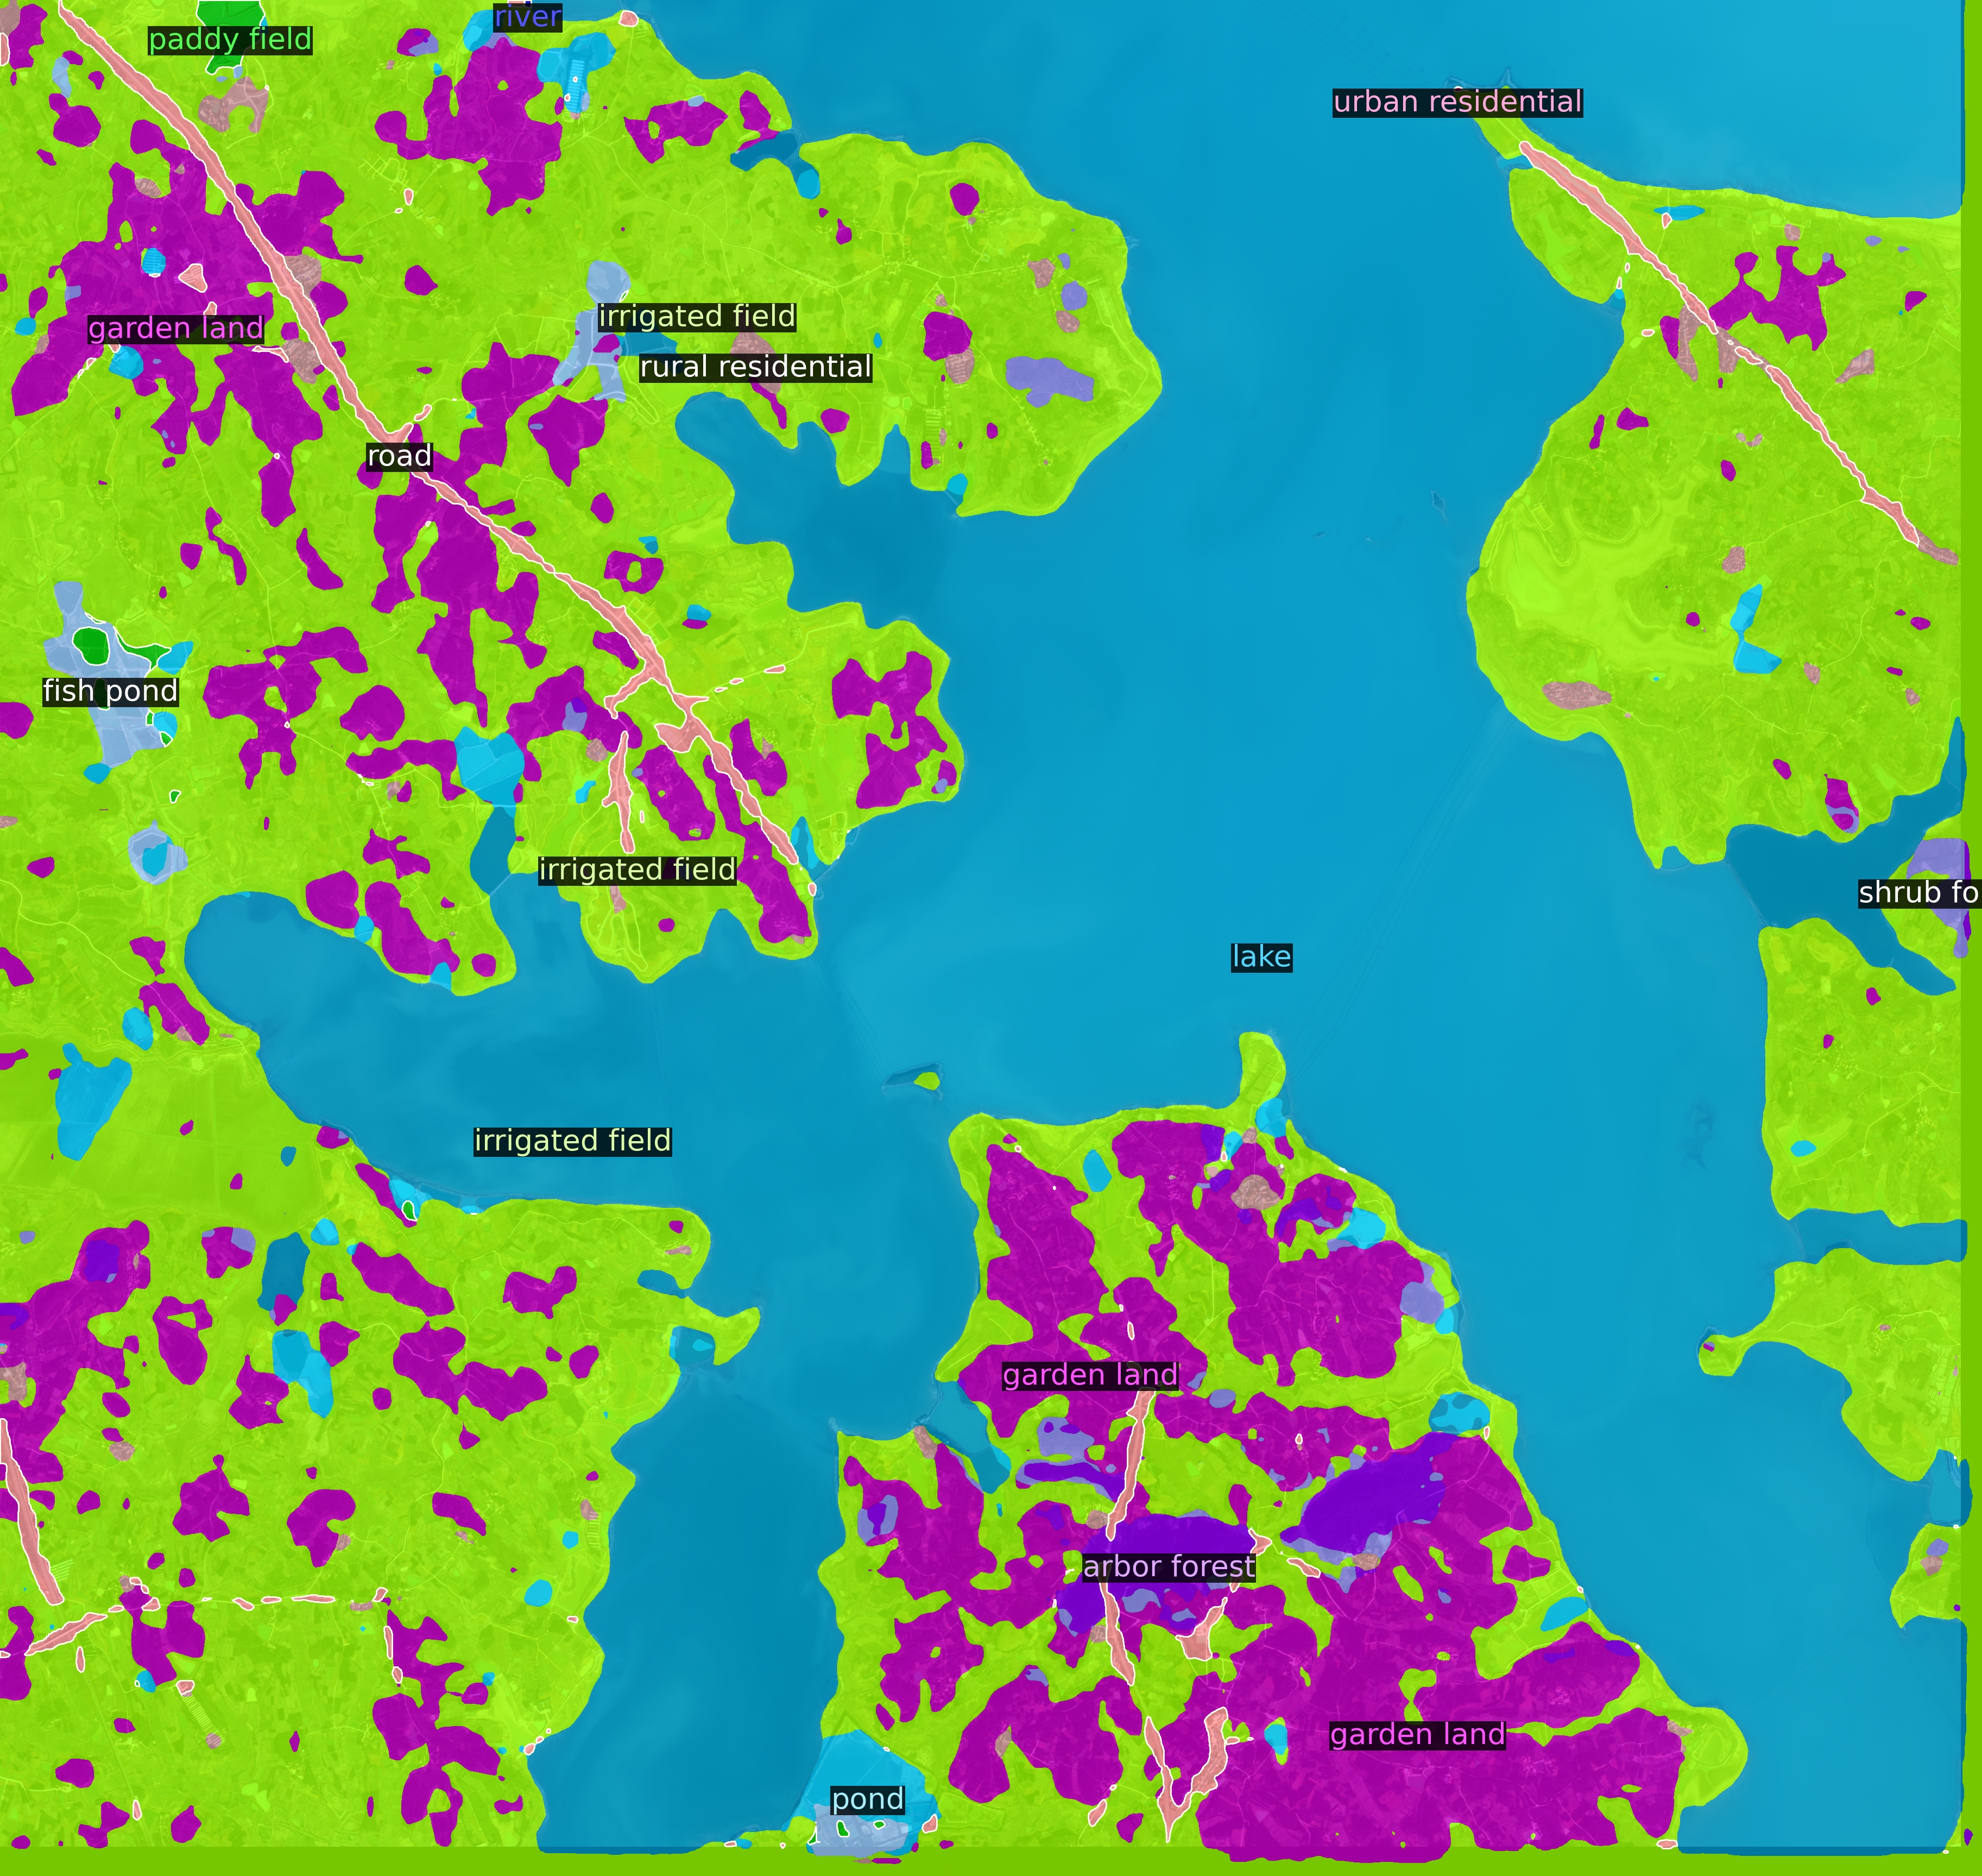 river
paddy field
urban residential
irrigated field
garden land
rural residential
road
fish pond
irrigated field
shrub fo
lake
irrigated field
garden land
arbor forest
garden land
pond